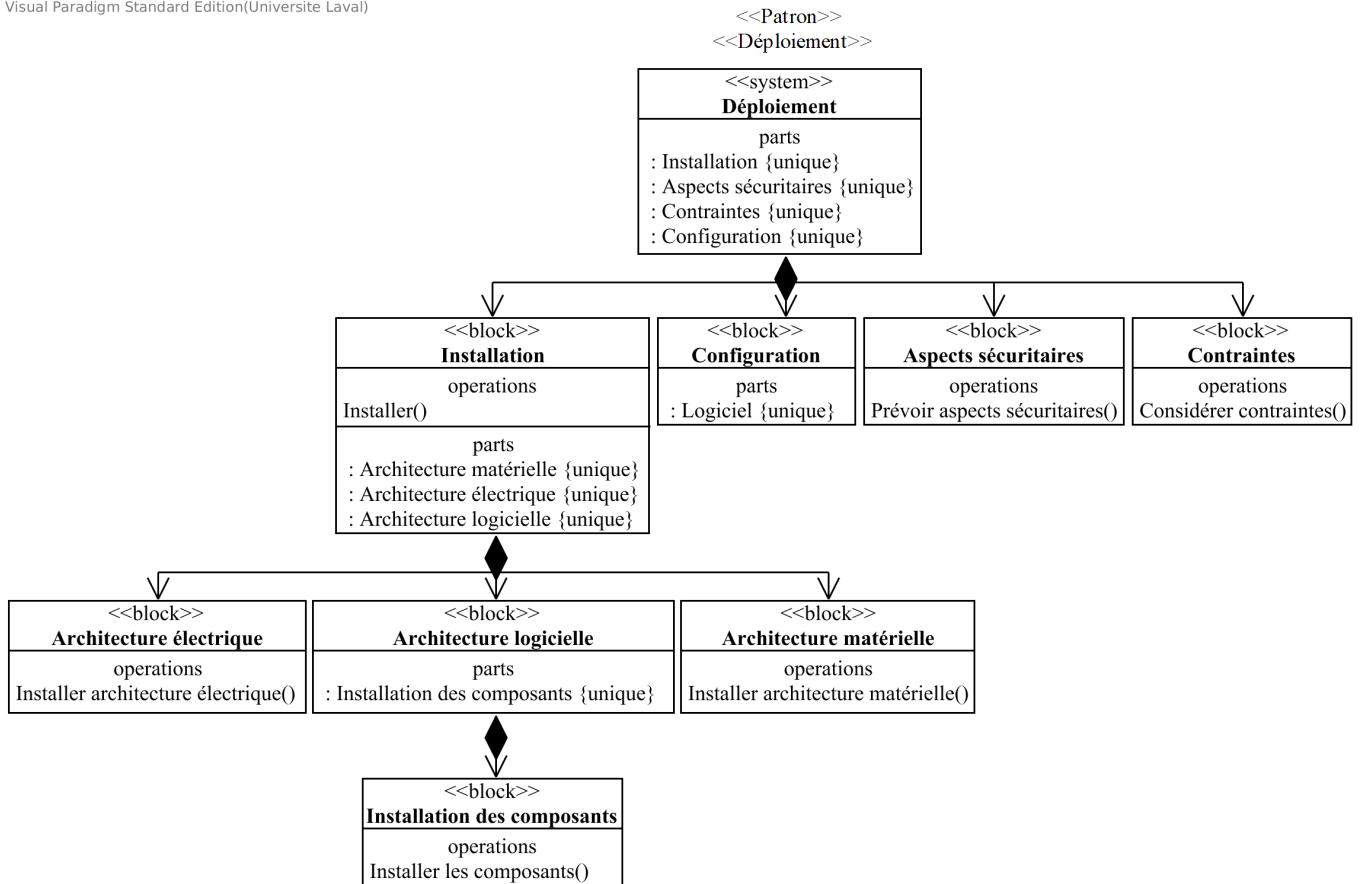 Visual Paradigm Standard Edition(Universite Laval)
<<Patron>>
<<Déploiement>>
<<system>>
Déploiement
parts
: Installation {unique}
: Aspects sécuritaires {unique}
: Contraintes {unique}
: Configuration {unique}
<<block>>
Installation
operations
Installer()
parts
: Architecture matérielle {unique}
: Architecture électrique {unique}
: Architecture logicielle {unique}
<<block>>
Configuration
parts
: Logiciel {unique}
<<block>>
Aspects sécuritaires
operations
Prévoir aspects sécuritaires()
<<block>>
Contraintes
operations
Considérer contraintes()
<<block>>
Architecture électrique
operations
Installer architecture électrique()
<<block>>
Architecture logicielle
parts
: Installation des composants {unique}
<<block>>
Architecture matérielle
operations
Installer architecture matérielle()
<<block>>
Installation des composants
operations
Installer les composants()